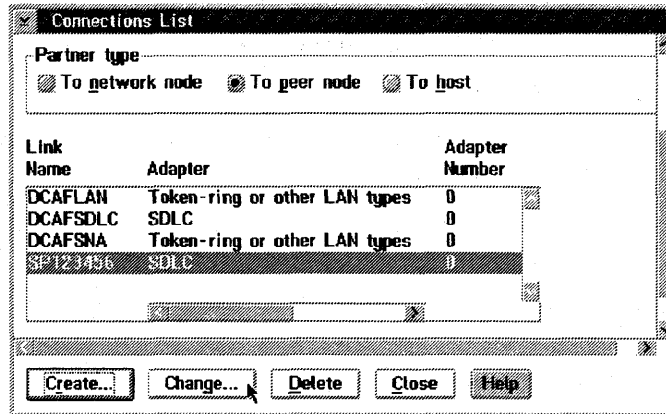 Connections List
Partner type
To network node To peer node To host
Link Name Adapter Adapter Number
DCAFLAN Token-ring or other LAN types 0
DCAFSDLC SDLC 0
DCAFSNA Token-ring or other LAN types 0
SP123456 SDLC 0
Create... Change... Delete Close Help